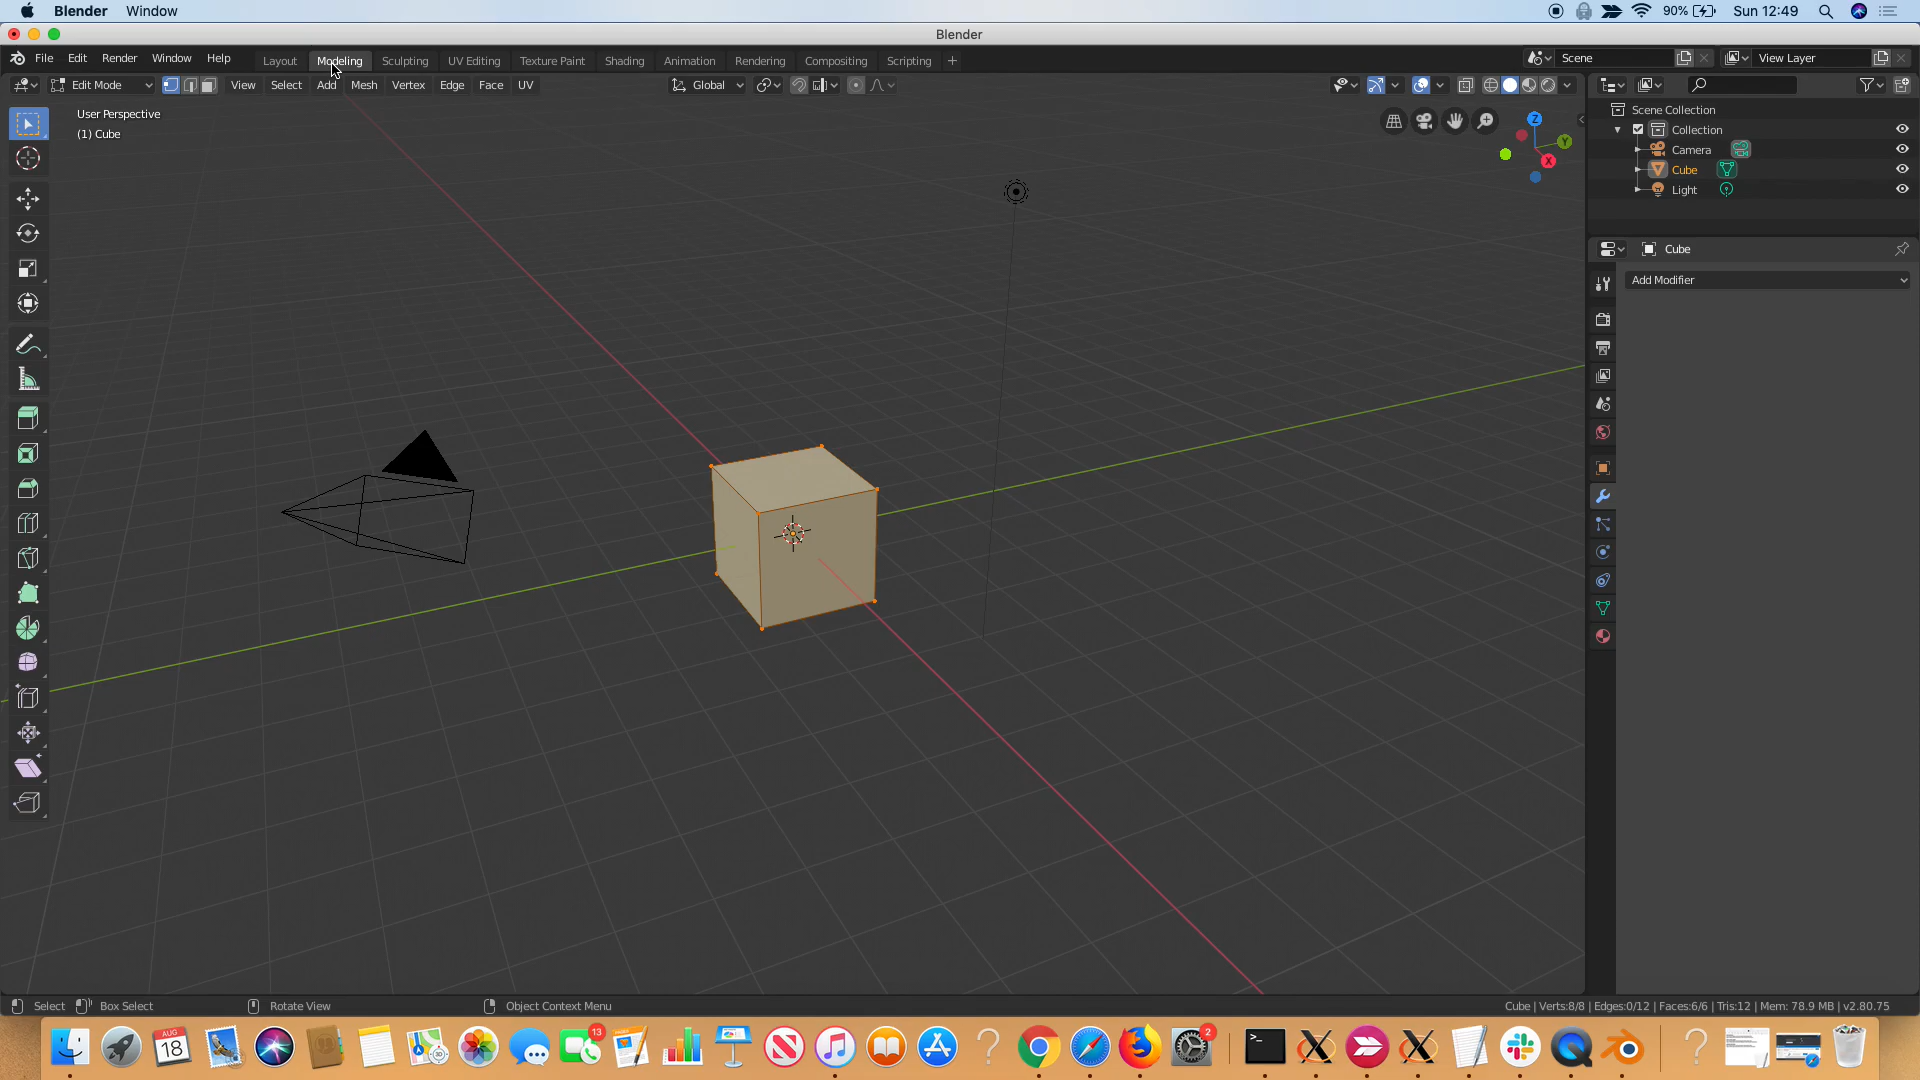 Blender Window 90% Sun 12:49
Blender
File Edit Render Window Help Layout Modeling Sculpting UV Editing Texture Paint Shading Animation Rendering Compositing Scripting + Scene View Layer
Edit Mode View Select Add Mesh Vertex Edge Face UV Global
User Perspective
(1) Cube
Z
Y
X
Scene Collection
Collection
Camera
Cube
Light
Cube
Add Modifier
Select Box Select Rotate View Object Context Menu Cube | Verts:8/8 | Edges:0/12 | Faces:6/6 | Tris:12 | Mem: 78.9 MB | v2.80.75
AUG
18
13
2